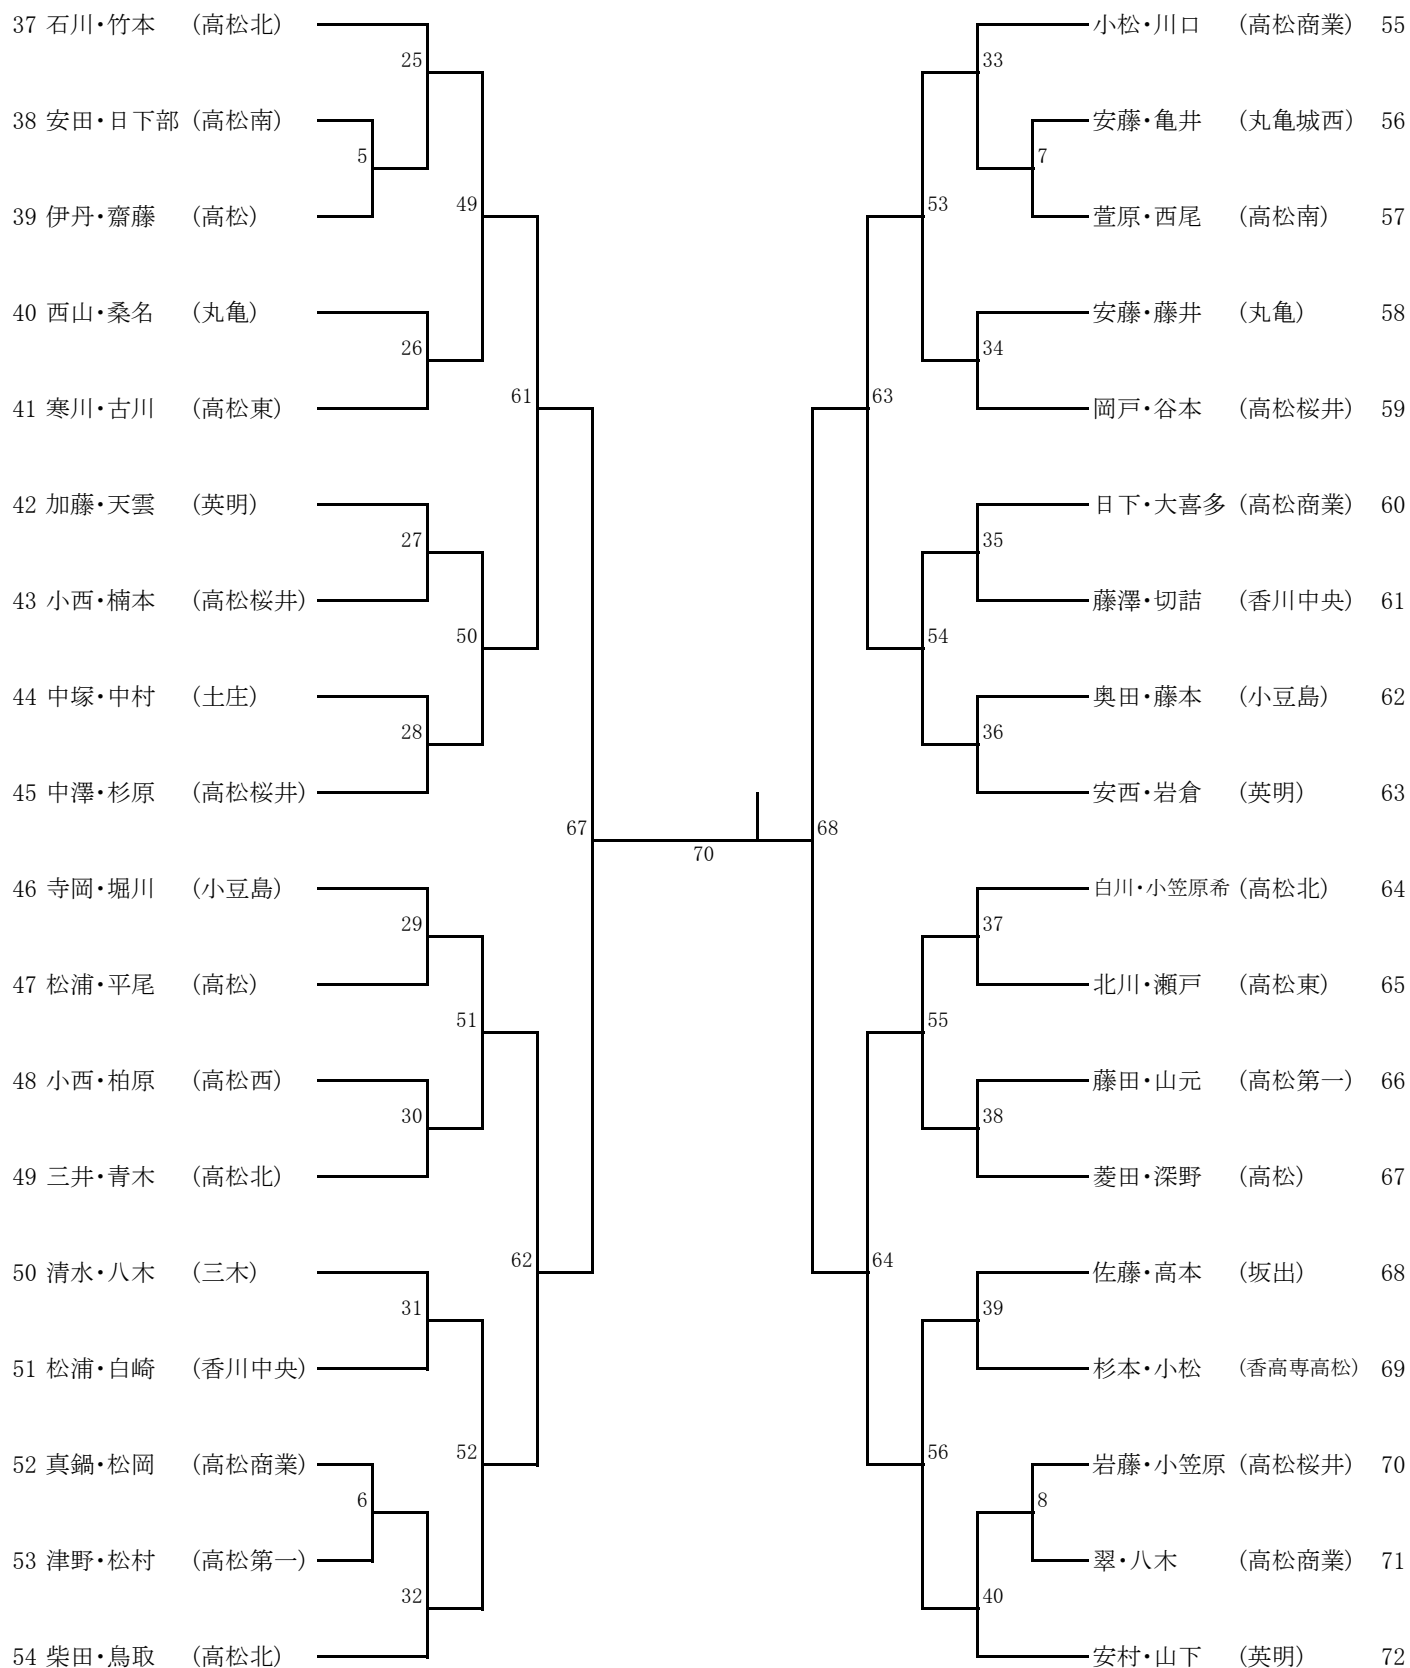 37 石川・竹本 (高松北)
25
38 安田・日下部 (高松南)
5
39 伊丹・齋藤 (高松)
49
40 西山・桑名 (丸亀)
26
41 寒川・古川 (高松東)
61
42 加藤・天雲 (英明)
27
43 小西・楠本 (高松桜井)
50
44 中塚・中村 (土庄)
28
45 中澤・杉原 (高松桜井)
67
46 寺岡・堀川 (小豆島)
29
47 松浦・平尾 (高松)
51
48 小西・柏原 (高松西)
30
49 三井・青木 (高松北)
62
50 清水・八木 (三木)
31
51 松浦・白崎 (香川中央)
52
52 真鍋・松岡 (高松商業)
6
53 津野・松村 (高松第一)
32
54 柴田・鳥取 (高松北)
70
小松・川口 (高松商業) 55
33
安藤・亀井 (丸亀城西) 56
7
萱原・西尾 (高松南) 57
53
安藤・藤井 (丸亀) 58
34
岡戸・谷本 (高松桜井) 59
63
日下・大喜多 (高松商業) 60
35
藤澤・切詰 (香川中央) 61
54
奥田・藤本 (小豆島) 62
36
安西・岩倉 (英明) 63
68
白川・小笠原希 (高松北) 64
37
北川・瀬戸 (高松東) 65
55
藤田・山元 (高松第一) 66
38
菱田・深野 (高松) 67
64
佐藤・高本 (坂出) 68
39
杉本・小松 (香高専高松) 69
56
岩藤・小笠原 (高松桜井) 70
8
翠・八木 (高松商業) 71
40
安村・山下 (英明) 72